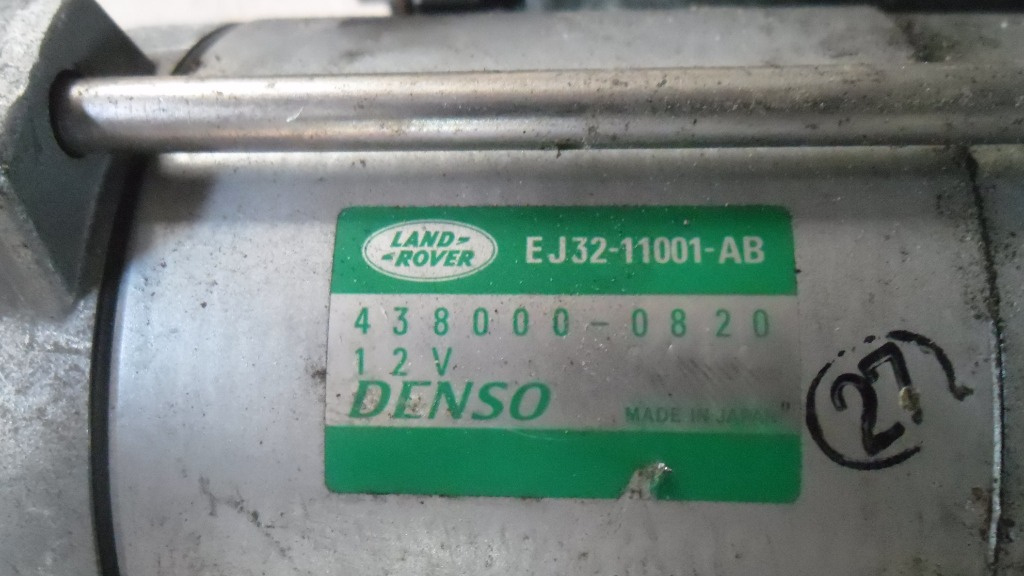 LAND-
-ROVER
EJ32-11001-AB
438000-0820
12V
DENSO
MADE IN JAPAN
27